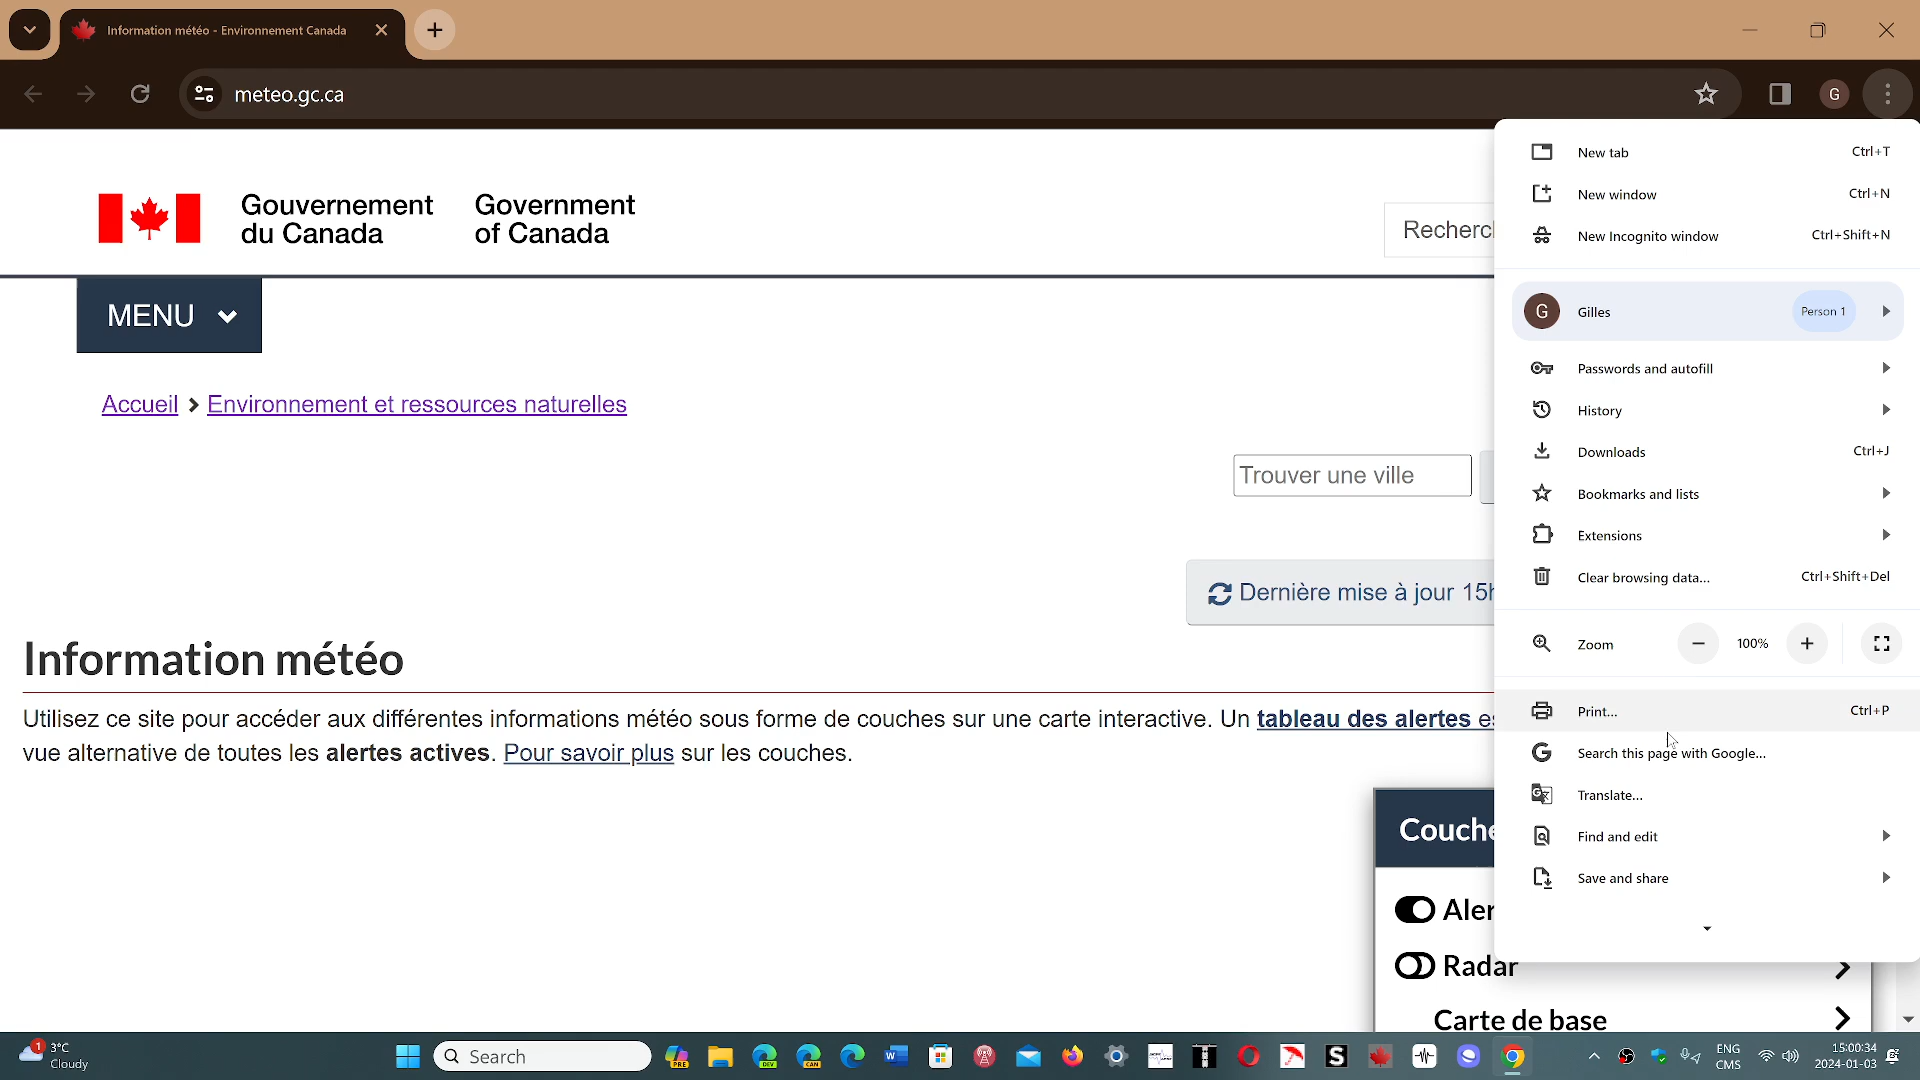 Information météo - Environnement Canada
meteo.gc.ca
G
Gouvernement
du Canada
Government
of Canada
Recherc
MENU
Accueil > Environnement et ressources naturelles
Trouver une ville
Dernière mise à jour 15h
Information météo
Utilisez ce site pour accéder aux différentes informations météo sous forme de couches sur une carte interactive. Un tableau des alertes es
vue alternative de toutes les alertes actives. Pour savoir plus sur les couches.
Couche
Aler
Radar
Carte de base
New tab Ctrl+T
New window Ctrl+N
New Incognito window Ctrl+Shift+N
G Gilles Person 1
Passwords and autofill
History
Downloads Ctrl+J
Bookmarks and lists
Extensions
Clear browsing data... Ctrl+Shift+Del
Zoom − 100% +
Print... Ctrl+P
Search this page with Google...
Translate...
Find and edit
Save and share
1
3°C
Cloudy
Search
PRE
DEV
CAN
W
S
ENG
CMS
15:00:34
2024-01-03